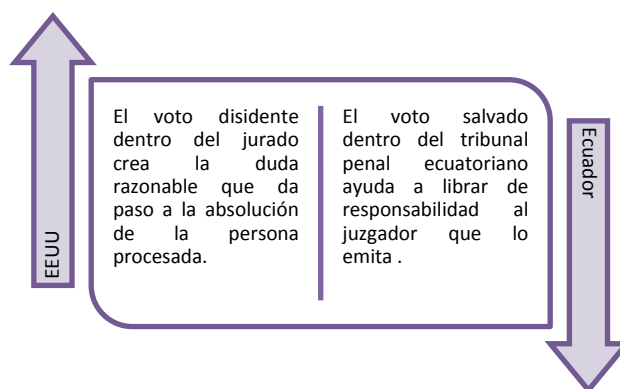 EEUU
El voto disidente
dentro del jurado
crea la duda
razonable que da
paso a la absolución
de la persona
procesada.
El voto salvado
dentro del tribunal
penal ecuatoriano
ayuda a librar de
responsabilidad al
juzgador que lo
emita .
Ecuador